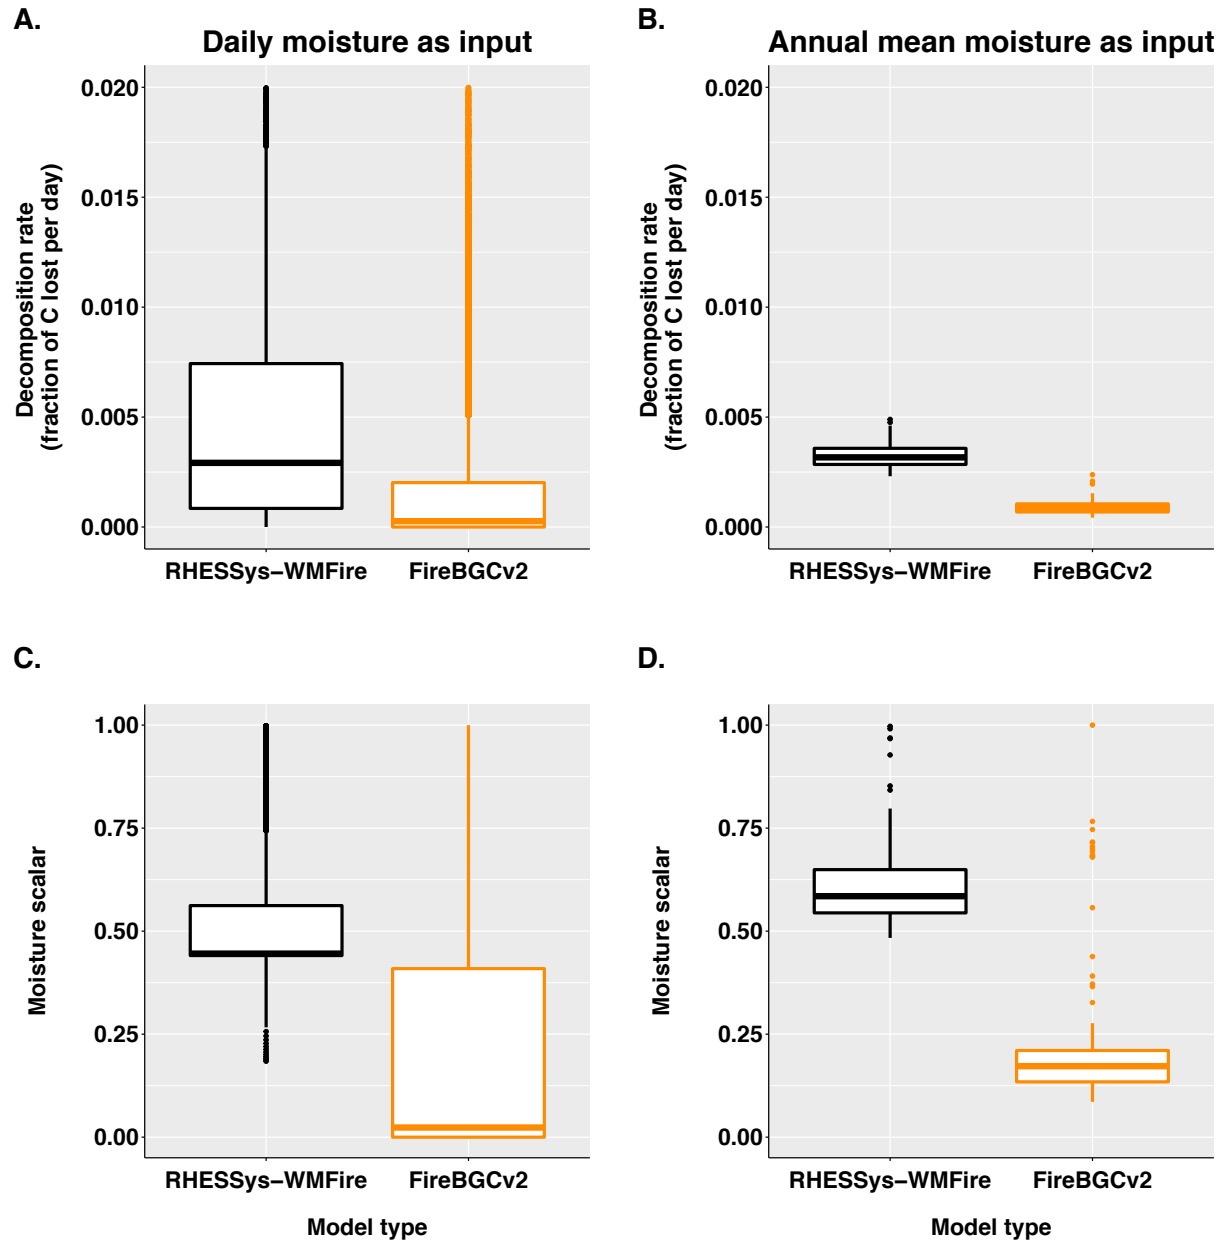 A.
Daily moisture as input
0.020
0.015
0.010
0.005
0.000
Decomposition rate
(fraction of C lost per day)
RHESSys−WMFire
FireBGCv2
B.
Annual mean moisture as input
0.020
0.015
0.010
0.005
0.000
Decomposition rate
(fraction of C lost per day)
RHESSys−WMFire
FireBGCv2
C.
1.00
0.75
0.50
0.25
0.00
Moisture scalar
RHESSys−WMFire
FireBGCv2
Model type
D.
1.00
0.75
0.50
0.25
0.00
Moisture scalar
RHESSys−WMFire
FireBGCv2
Model type